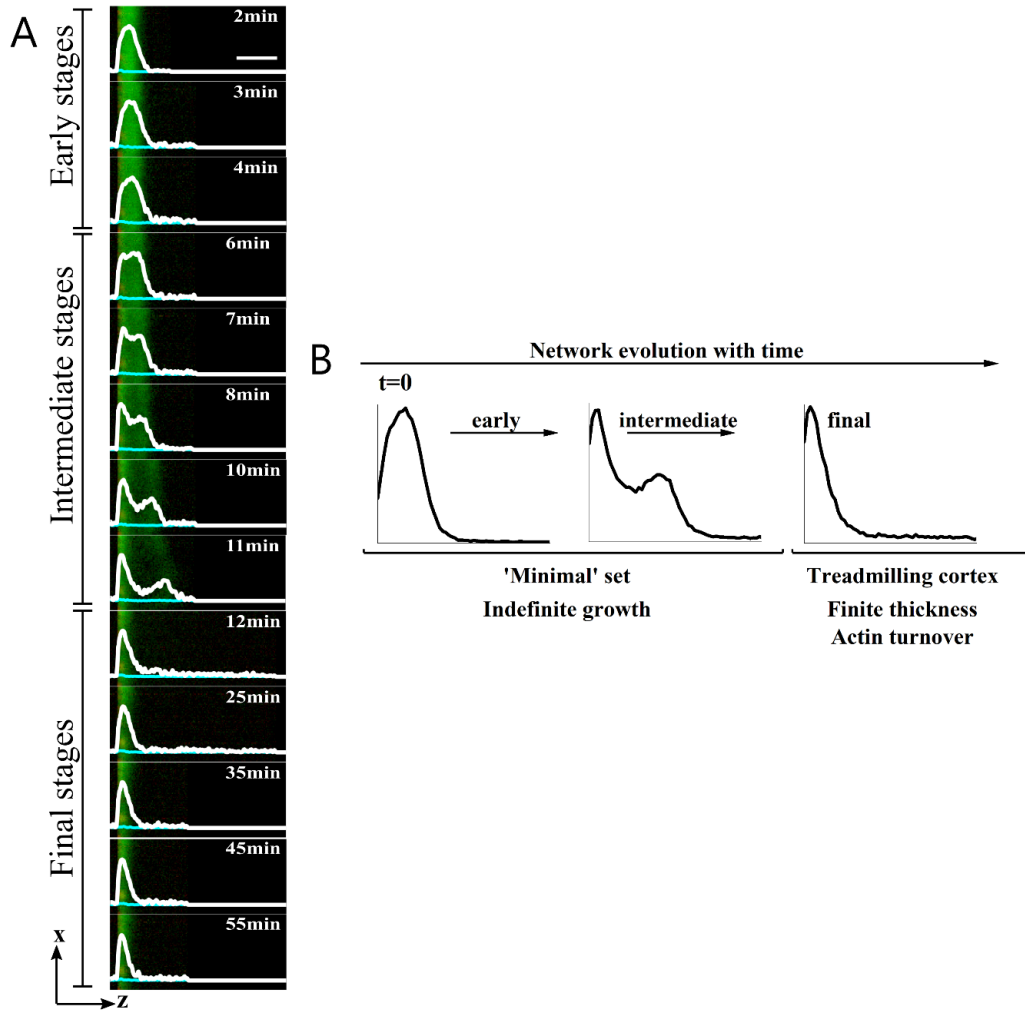 A
Early stages
2min
3min
4min
Intermediate stages
6min
7min
8min
10min
11min
Final stages
12min
25min
35min
45min
55min
x
z
B
Network evolution with time
t=0
early
intermediate
final
'Minimal' set
Indefinite growth
Treadmilling cortex
Finite thickness
Actin turnover